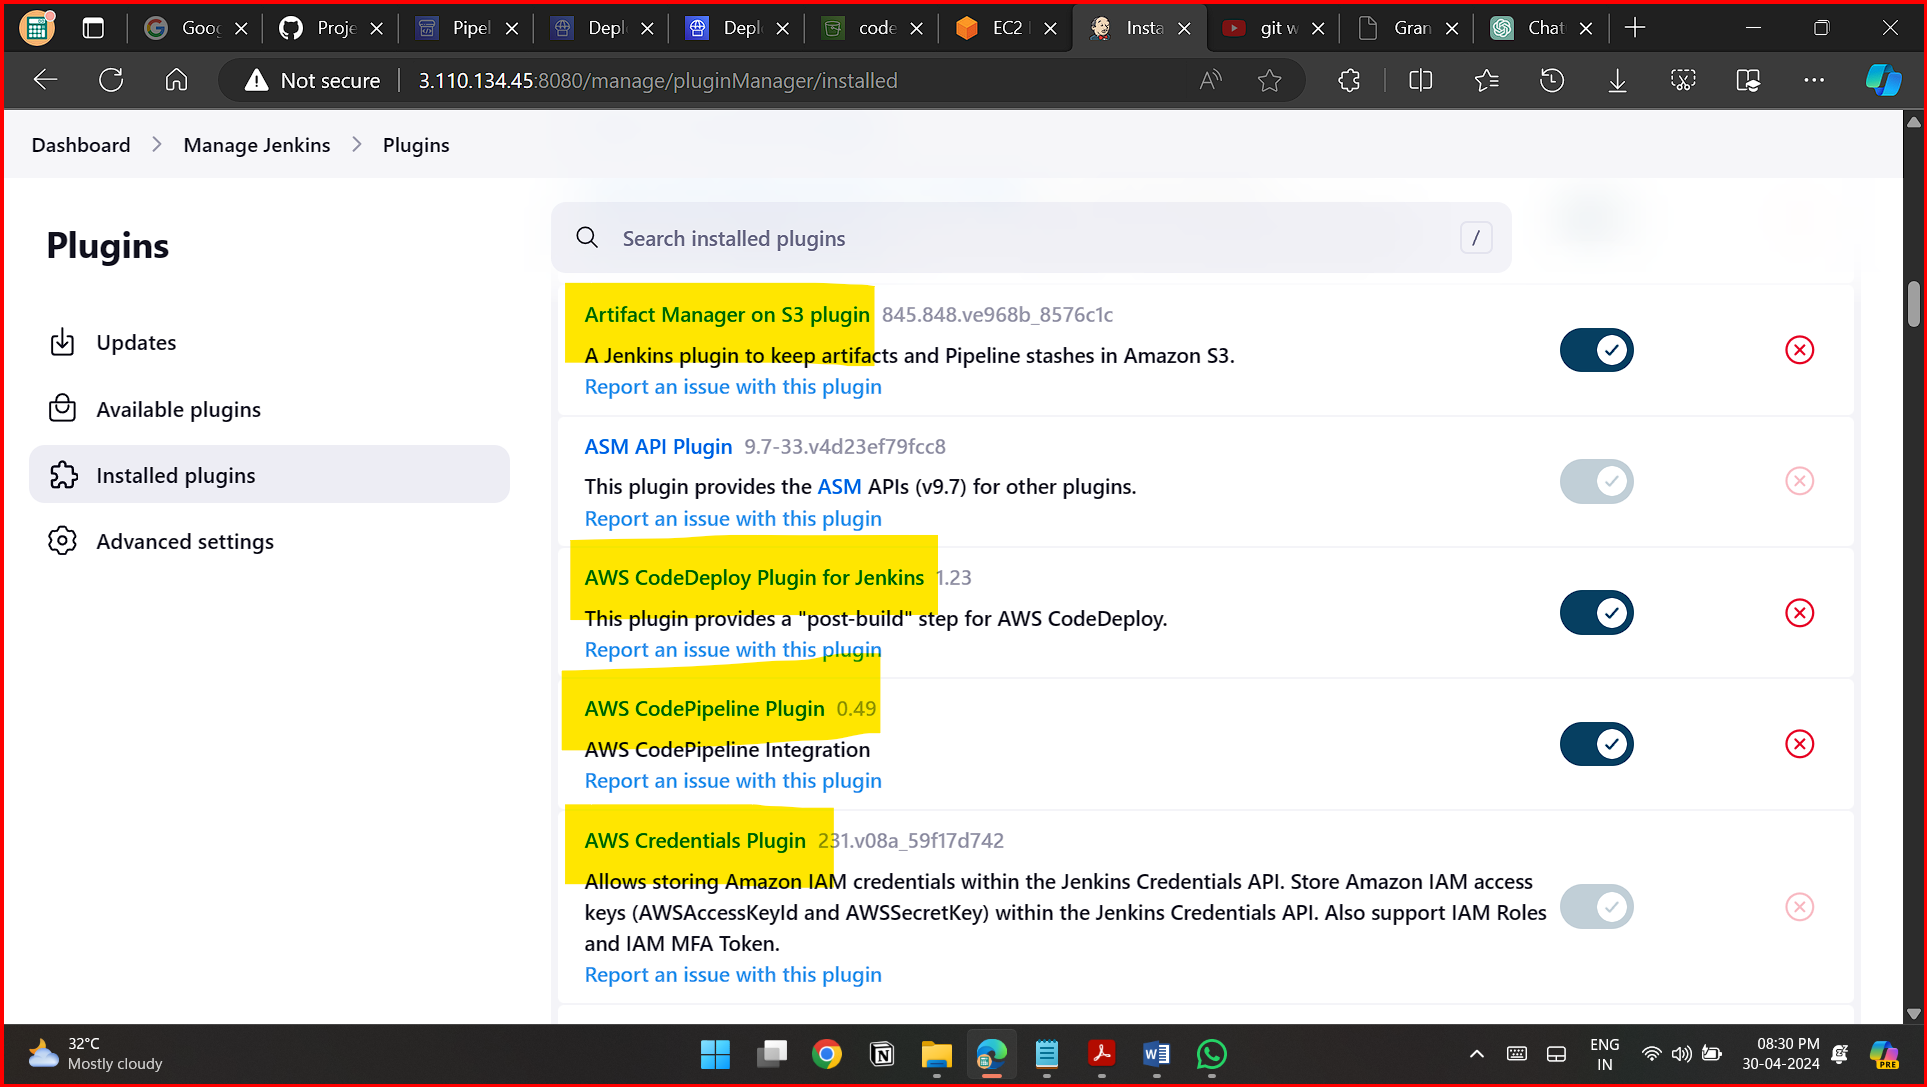 Goog
Proje
Pipel
Deplo
Deplo
code
EC2
Insta
git w
Gran
Chat
Not secure
3.110.134.45:8080/manage/pluginManager/installed
Dashboard > Manage Jenkins > Plugins
Plugins
Updates
Available plugins
Installed plugins
Advanced settings
Search installed plugins /
Artifact Manager on S3 plugin 845.848.ve968b_8576c1c
A Jenkins plugin to keep artifacts and Pipeline stashes in Amazon S3.
Report an issue with this plugin
ASM API Plugin 9.7-33.v4d23ef79fcc8
This plugin provides the ASM APIs (v9.7) for other plugins.
Report an issue with this plugin
AWS CodeDeploy Plugin for Jenkins 1.23
This plugin provides a "post-build" step for AWS CodeDeploy.
Report an issue with this plugin
AWS CodePipeline Plugin 0.49
AWS CodePipeline Integration
Report an issue with this plugin
AWS Credentials Plugin 231.v08a_59f17d742
Allows storing Amazon IAM credentials within the Jenkins Credentials API. Store Amazon IAM access
keys (AWSAccessKeyId and AWSSecretKey) within the Jenkins Credentials API. Also support IAM Roles
and IAM MFA Token.
Report an issue with this plugin
32°C
Mostly cloudy
ENG
IN
08:30 PM
30-04-2024
PRE